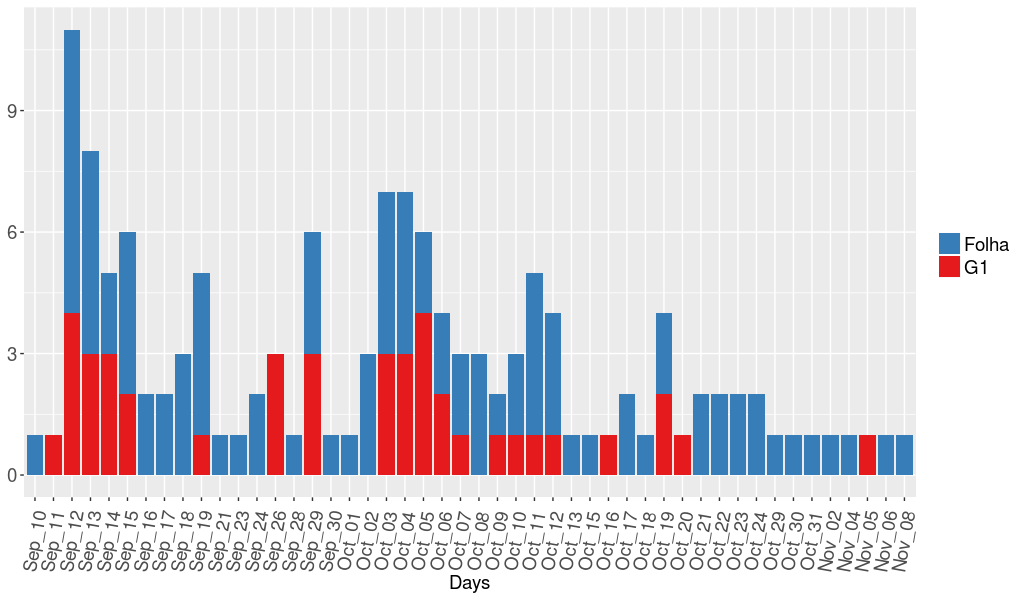 9
6
3
0
Sep_10
Sep_11
Sep_12
Sep_13
Sep_14
Sep_15
Sep_16
Sep_17
Sep_18
Sep_19
Sep_21
Sep_23
Sep_24
Sep_26
Sep_28
Sep_29
Sep_30
Oct_01
Oct_02
Oct_03
Oct_04
Oct_05
Oct_06
Oct_07
Oct_08
Oct_09
Oct_10
Oct_11
Oct_12
Oct_13
Oct_15
Oct_16
Oct_17
Oct_18
Oct_19
Oct_20
Oct_21
Oct_22
Oct_23
Oct_24
Oct_29
Oct_30
Oct_31
Nov_02
Nov_04
Nov_05
Nov_06
Nov_08
Days
Folha
G1